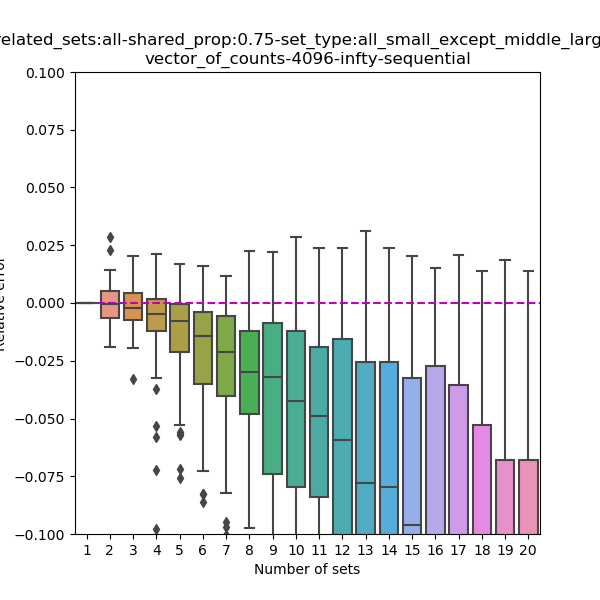 related_sets:all-shared_prop:0.75-set_type:all_small_except_middle_larg
vector_of_counts-4096-infty-sequential
0.100
0.075
0.050
0.025
0.000
−0.025
−0.050
−0.075
−0.100
Relative error
1 2 3 4 5 6 7 8 9 10 11 12 13 14 15 16 17 18 19 20
Number of sets